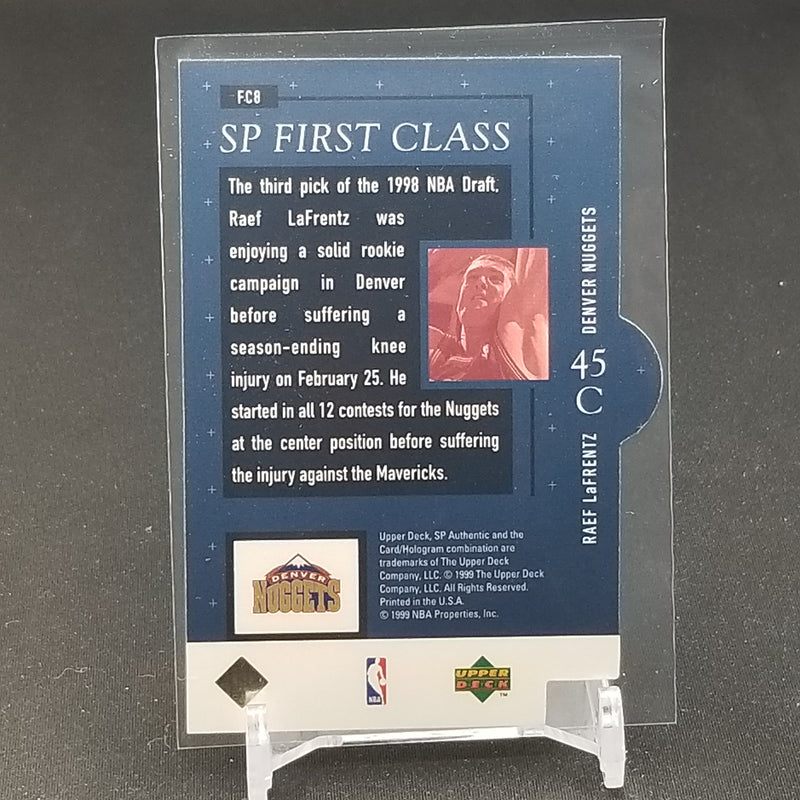 FC8
SP FIRST CLASS
The third pick of the 1998 NBA Draft,
Raef LaFrentz was
enjoying a solid rookie
campaign in Denver
before suffering a
season-ending knee
injury on February 25. He
started in all 12 contests for the Nuggets
at the center position before suffering
the injury against the Mavericks.
DENVER NUGGETS
45
C
RAEF LaFRENTZ
DENVER
NUGGETS
Upper Deck, SP Authentic and the
Card/Hologram combination are
trademarks of The Upper Deck
Company, LLC. © 1999 The Upper Deck
Company, LLC. All Rights Reserved.
Printed in the U.S.A.
© 1999 NBA Properties, Inc.
NBA
UPPER
DECK
™